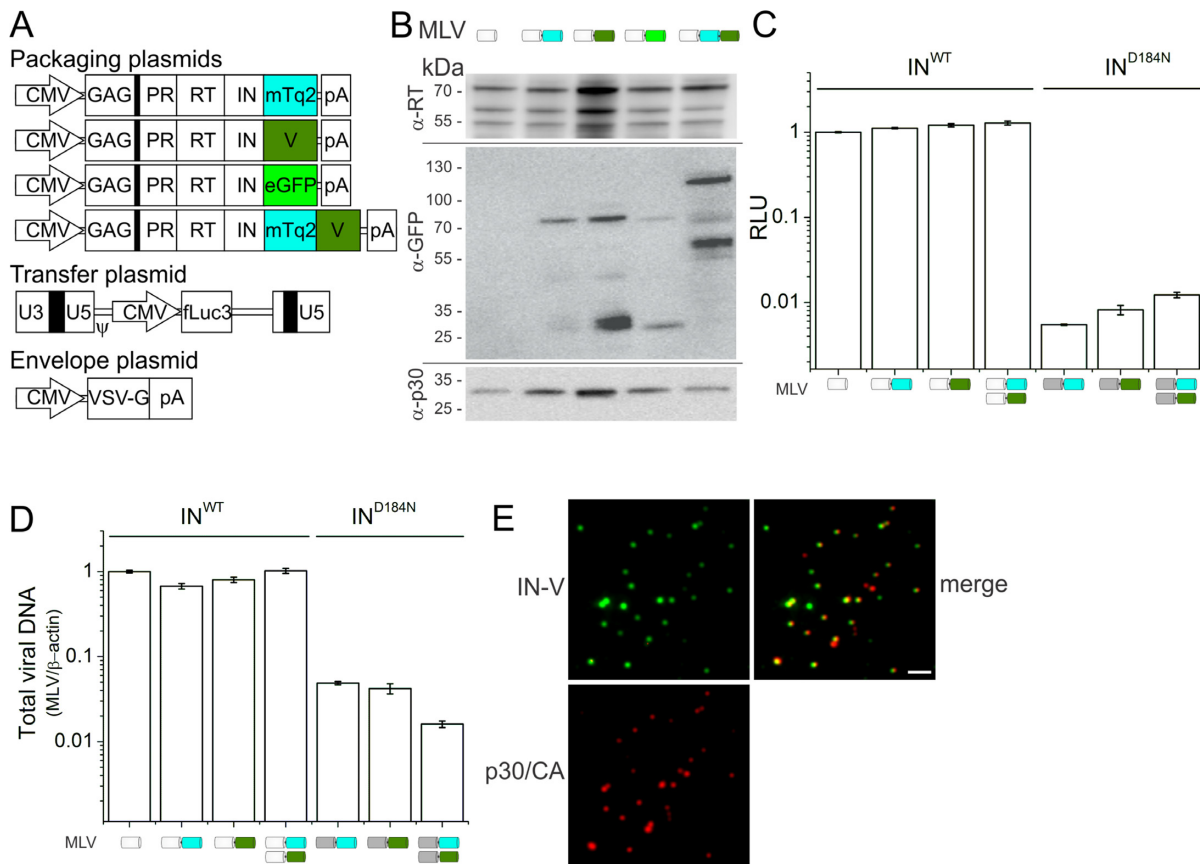 A
Packaging plasmids
CMV GAG PR RT IN mTq2 pA
CMV GAG PR RT IN V pA
CMV GAG PR RT IN eGFP pA
CMV GAG PR RT IN mTq2 V pA
Transfer plasmid
U3 U5 ψ CMV fLuc3 U5
Envelope plasmid
CMV VSV-G pA
B
MLV
kDa
α-RT
70 -
55 -
α-GFP
130 -
100 -
70 -
55 -
35 -
25 -
α-p30
35 -
25 -
C
IN^WT IN^D184N
RLU
1
0.1
0.01
MLV
D
IN^WT IN^D184N
Total viral DNA
(MLV/β-actin)
1
0.1
0.01
MLV
E
IN-V
merge
p30/CA